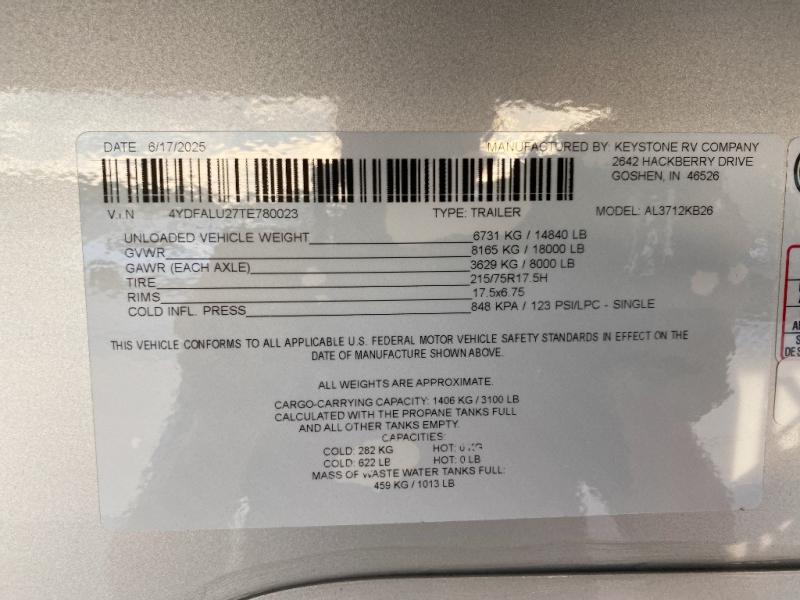 DATE 6/17/2025 MANUFACTURED BY: KEYSTONE RV COMPANY
2642 HACKBERRY DRIVE
GOSHEN, IN 46526
V.I.N 4YDFALU27TE780023 TYPE: TRAILER MODEL: AL3712KB26
UNLOADED VEHICLE WEIGHT 6731 KG / 14840 LB
GVWR 8165 KG / 18000 LB
GAWR (EACH AXLE) 3629 KG / 8000 LB
TIRE 215/75R17.5H
RIMS 17.5x6.75
COLD INFL. PRESS 848 KPA / 123 PSI/LPC - SINGLE
THIS VEHICLE CONFORMS TO ALL APPLICABLE U.S. FEDERAL MOTOR VEHICLE SAFETY STANDARDS IN EFFECT ON THE
DATE OF MANUFACTURE SHOWN ABOVE.
ALL WEIGHTS ARE APPROXIMATE.
CARGO-CARRYING CAPACITY: 1406 KG / 3100 LB
CALCULATED WITH THE PROPANE TANKS FULL
AND ALL OTHER TANKS EMPTY.
CAPACITIES:
COLD: 282 KG HOT: 0 KG
COLD: 622 LB HOT: 0 LB
MASS OF WASTE WATER TANKS FULL:
459 KG / 1013 LB